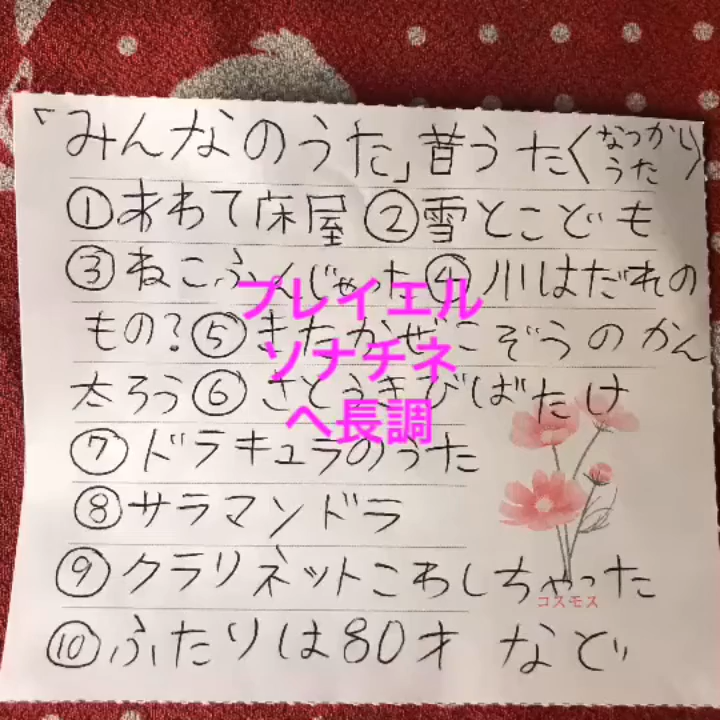 「みんなのうた」昔うた〈なつかしうた〉
①あわて床屋②雪とこども
③ねこふんじゃった④川はだれの
もの?⑤きたかぜこぞうのかん
太ろう⑥さとうきびばたけ
⑦ドラキュラのうた
⑧サラマンドラ
⑨クラリネットこわしちゃった
⑩ふたりは80才 など
コスモス
プレイエル
ソナチネ
ヘ長調